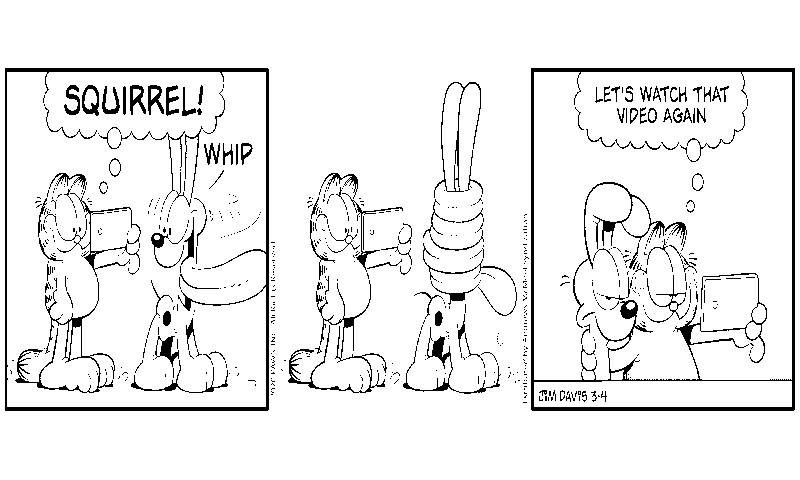 SQUIRREL!
WHIP
LET'S WATCH THAT
VIDEO AGAIN
JIM DAVIS 3-4